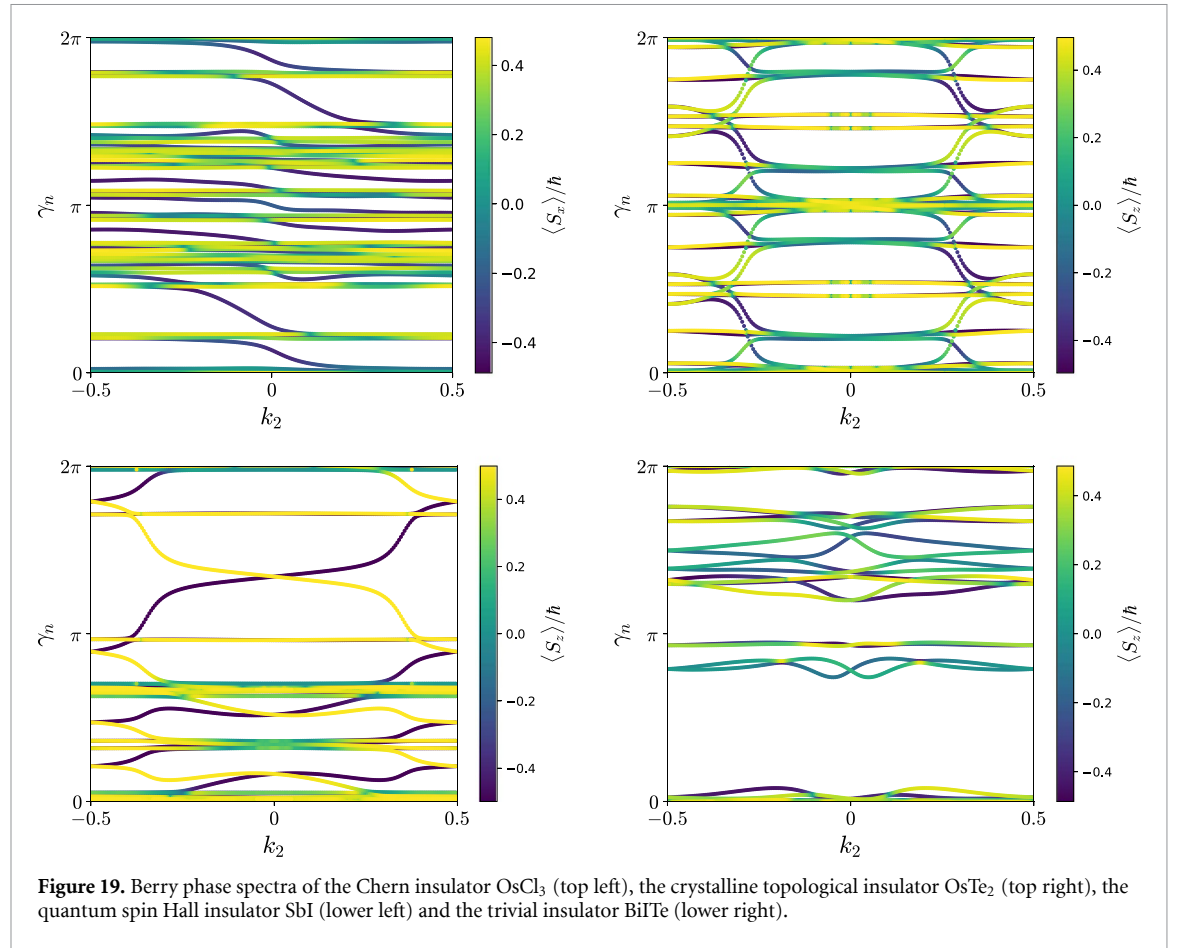 2π
π
0
γₙ
−0.5
0
0.5
k₂
0.4
0.2
0.0
−0.2
−0.4
⟨Sₓ⟩/ħ
2π
π
0
γₙ
−0.5
0
0.5
k₂
0.4
0.2
0.0
−0.2
−0.4
⟨S_z⟩/ħ
2π
π
0
γₙ
−0.5
0
0.5
k₂
0.4
0.2
0.0
−0.2
−0.4
⟨S_z⟩/ħ
2π
π
0
γₙ
−0.5
0
0.5
k₂
0.4
0.2
0.0
−0.2
−0.4
⟨S_z⟩/ħ
Figure 19. Berry phase spectra of the Chern insulator OsCl₃ (top left), the crystalline topological insulator OsTe₂ (top right), the
quantum spin Hall insulator SbI (lower left) and the trivial insulator BiITe (lower right).